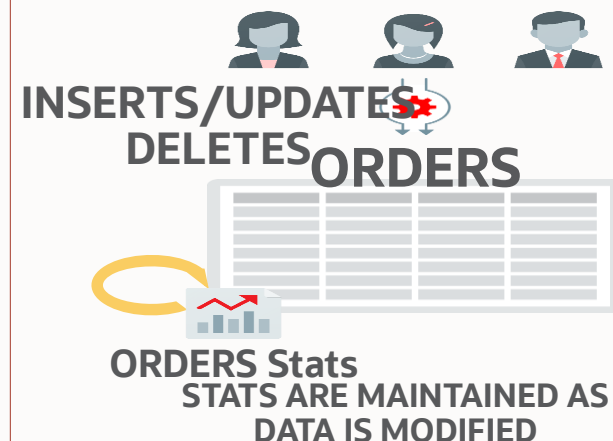 INSERTS/UPDATES
DELETES
ORDERS
ORDERS Stats
STATS ARE MAINTAINED AS
DATA IS MODIFIED